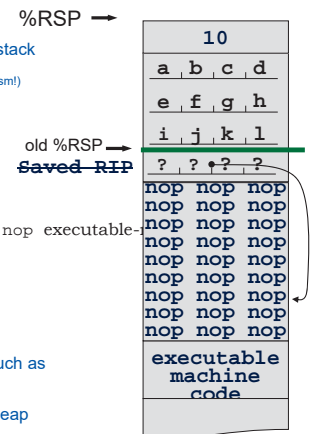 %RSP
10
stack
a b c d
sm!)
e f g h
i j k l
old %RSP
Saved RIP
? ? ? ?
nop nop nop
nop nop nop
nop nop nop
nop executable-
nop nop nop
nop nop nop
nop nop nop
nop nop nop
nop nop nop
nop nop nop
executable
uch as
machine
code
eap